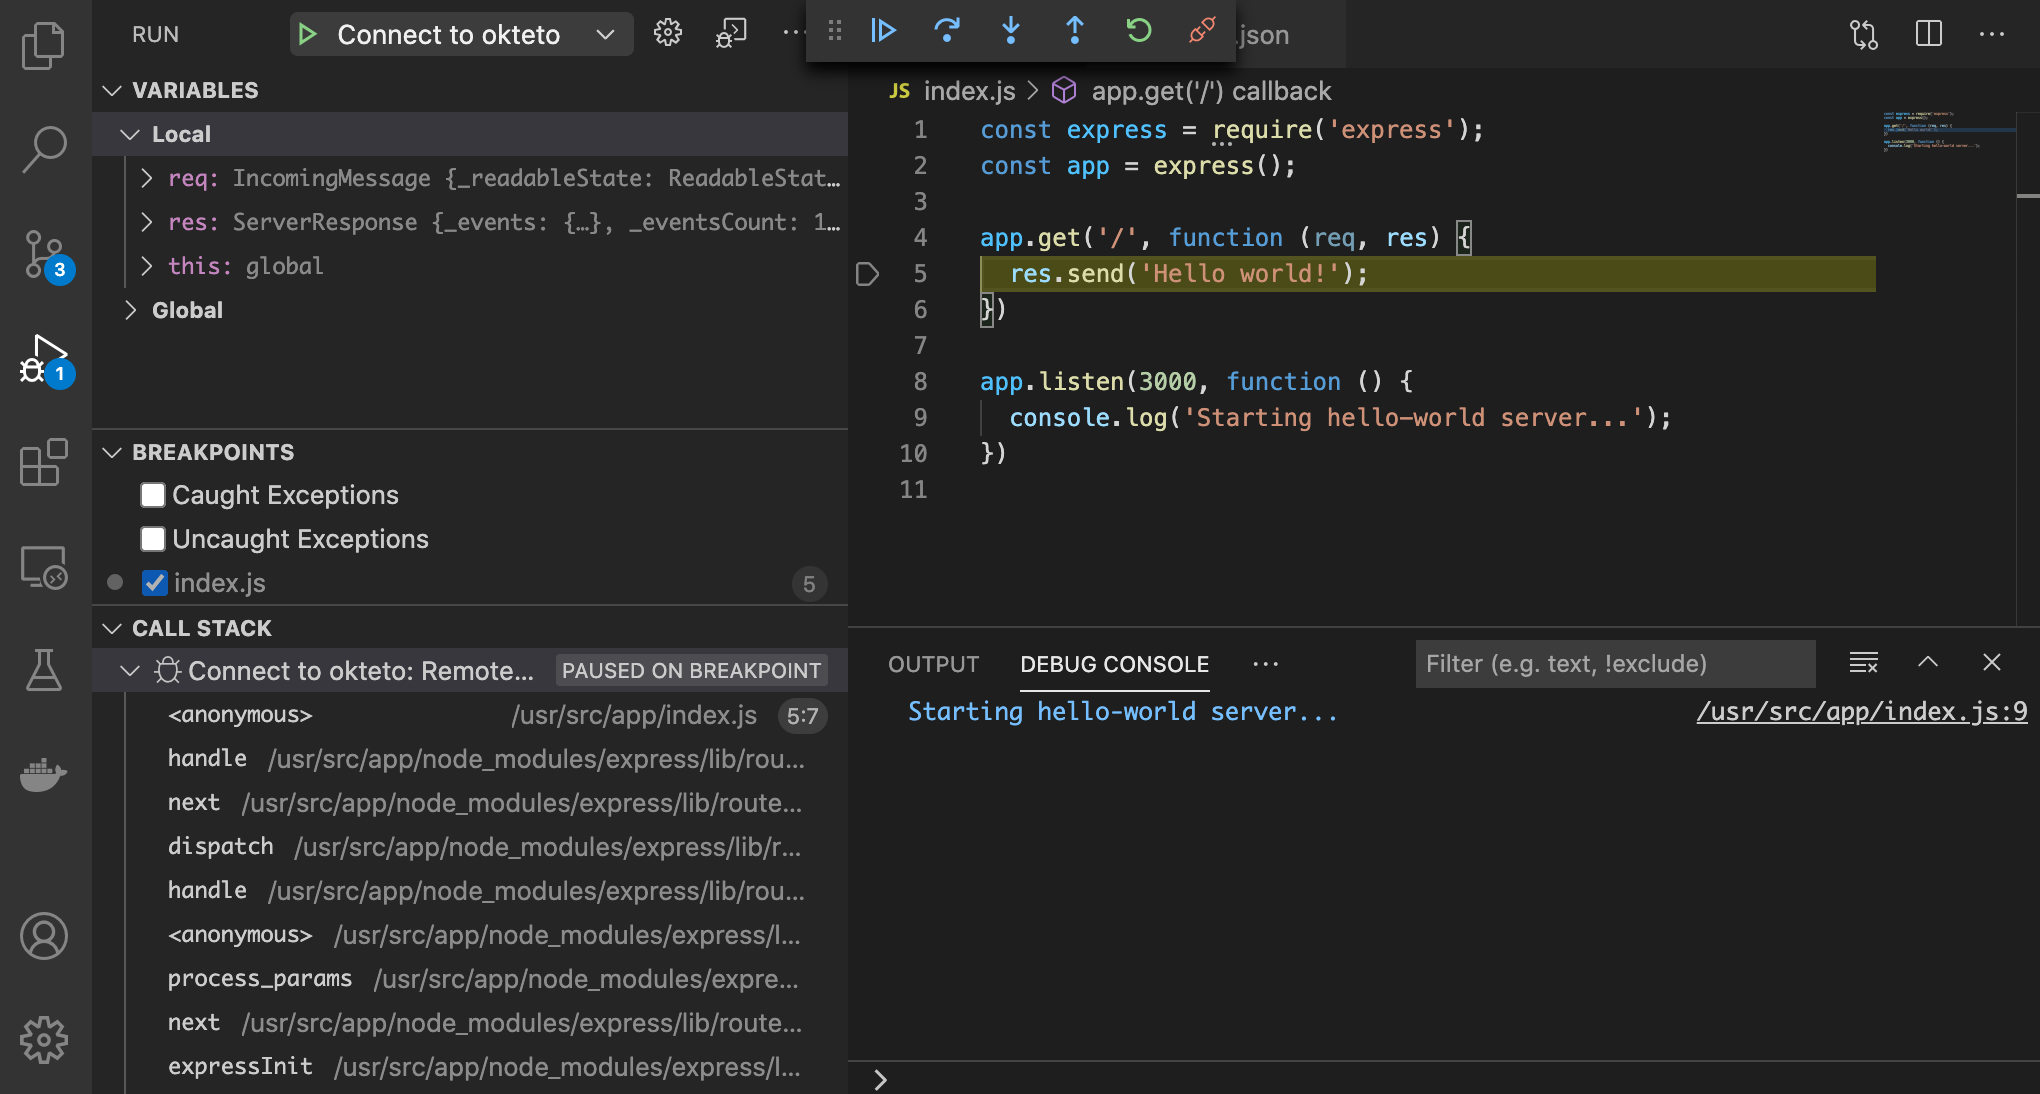 RUN
Connect to okteto
.json
VARIABLES
Local
req: IncomingMessage {_readableState: ReadableStat…
res: ServerResponse {_events: {…}, _eventsCount: 1…
this: global
Global
3
1
BREAKPOINTS
Caught Exceptions
Uncaught Exceptions
index.js 5
CALL STACK
Connect to okteto: Remote... PAUSED ON BREAKPOINT
<anonymous> /usr/src/app/index.js 5:7
handle /usr/src/app/node_modules/express/lib/rou...
next /usr/src/app/node_modules/express/lib/route...
dispatch /usr/src/app/node_modules/express/lib/r...
handle /usr/src/app/node_modules/express/lib/rou...
<anonymous> /usr/src/app/node_modules/express/l...
process_params /usr/src/app/node_modules/expre...
next /usr/src/app/node_modules/express/lib/route...
expressInit /usr/src/app/node_modules/express/l...
JS index.js > app.get('/') callback
1 const express = require('express');
2 const app = express();
3
4 app.get('/', function (req, res) {
5 res.send('Hello world!');
6 })
7
8 app.listen(3000, function () {
9 console.log('Starting hello-world server...');
10 })
11
OUTPUT DEBUG CONSOLE Filter (e.g. text, !exclude)
Starting hello-world server... /usr/src/app/index.js:9